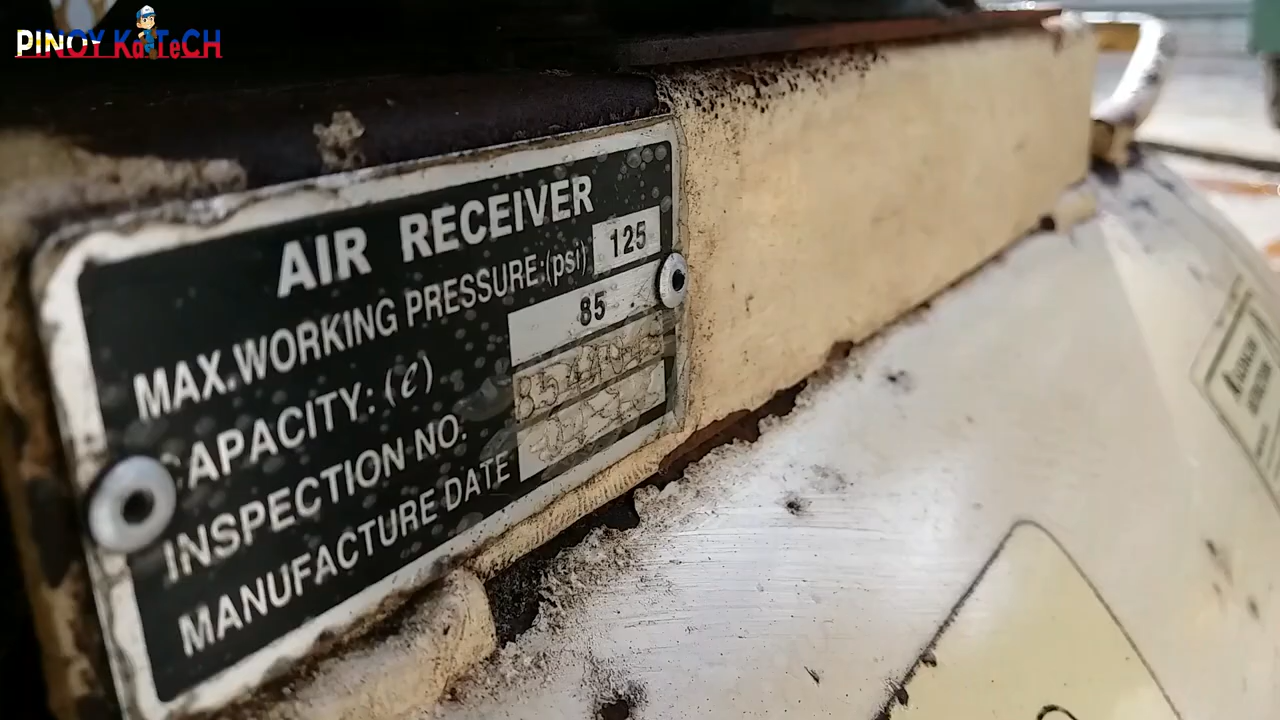 PINOY KaTeCH
AIR RECEIVER
MAX.WORKING PRESSURE:(psi) 125
CAPACITY: (ℓ) 85
INSPECTION NO:
MANUFACTURE DATE